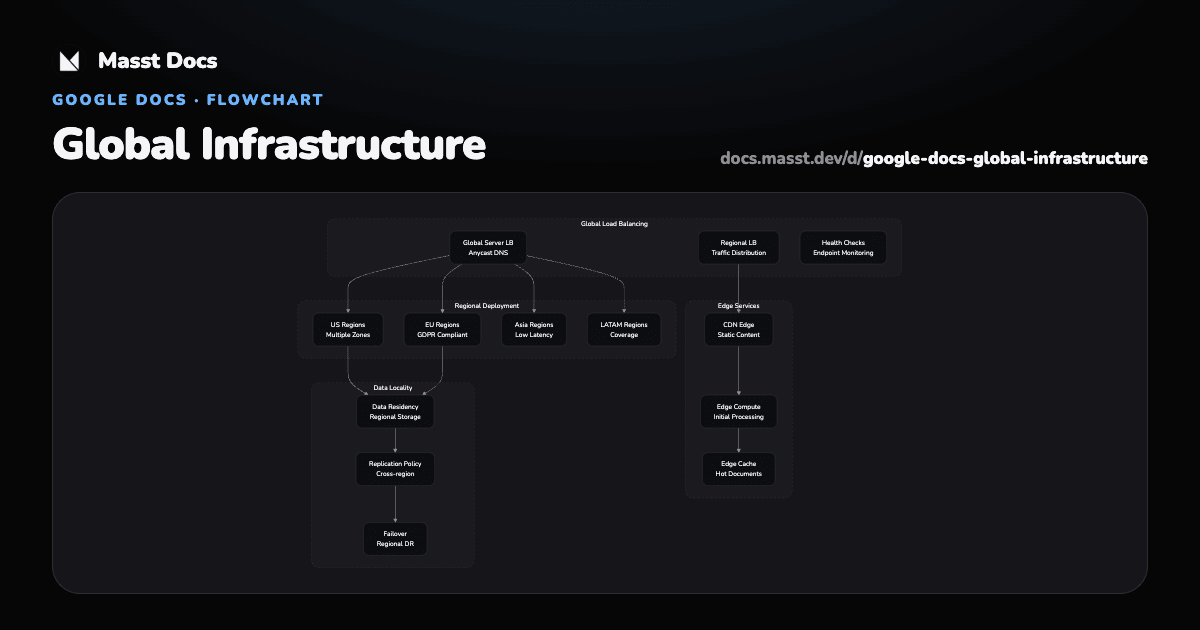 Masst Docs
GOOGLE DOCS · FLOWCHART
Global Infrastructure
docs.masst.dev/d/google-docs-global-infrastructure
Global Load Balancing
Global Server LB
Anycast DNS
Regional LB
Traffic Distribution
Health Checks
Endpoint Monitoring
Regional Deployment
Edge Services
US Regions
Multiple Zones
EU Regions
GDPR Compliant
Asia Regions
Low Latency
LATAM Regions
Coverage
CDN Edge
Static Content
Data Locality
Data Residency
Regional Storage
Edge Compute
Initial Processing
Replication Policy
Cross-region
Edge Cache
Hot Documents
Failover
Regional DR